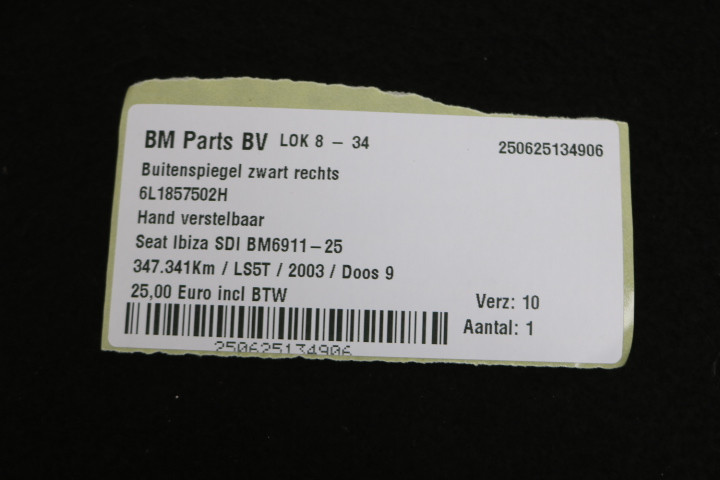 BM Parts BV LOK 8 - 34 250625134906
Buitenspiegel zwart rechts
6L1857502H
Hand verstelbaar
Seat Ibiza SDI BM6911-25
347.341Km / LS5T / 2003 / Doos 9
25,00 Euro incl BTW
Verz: 10
Aantal: 1
250625134906